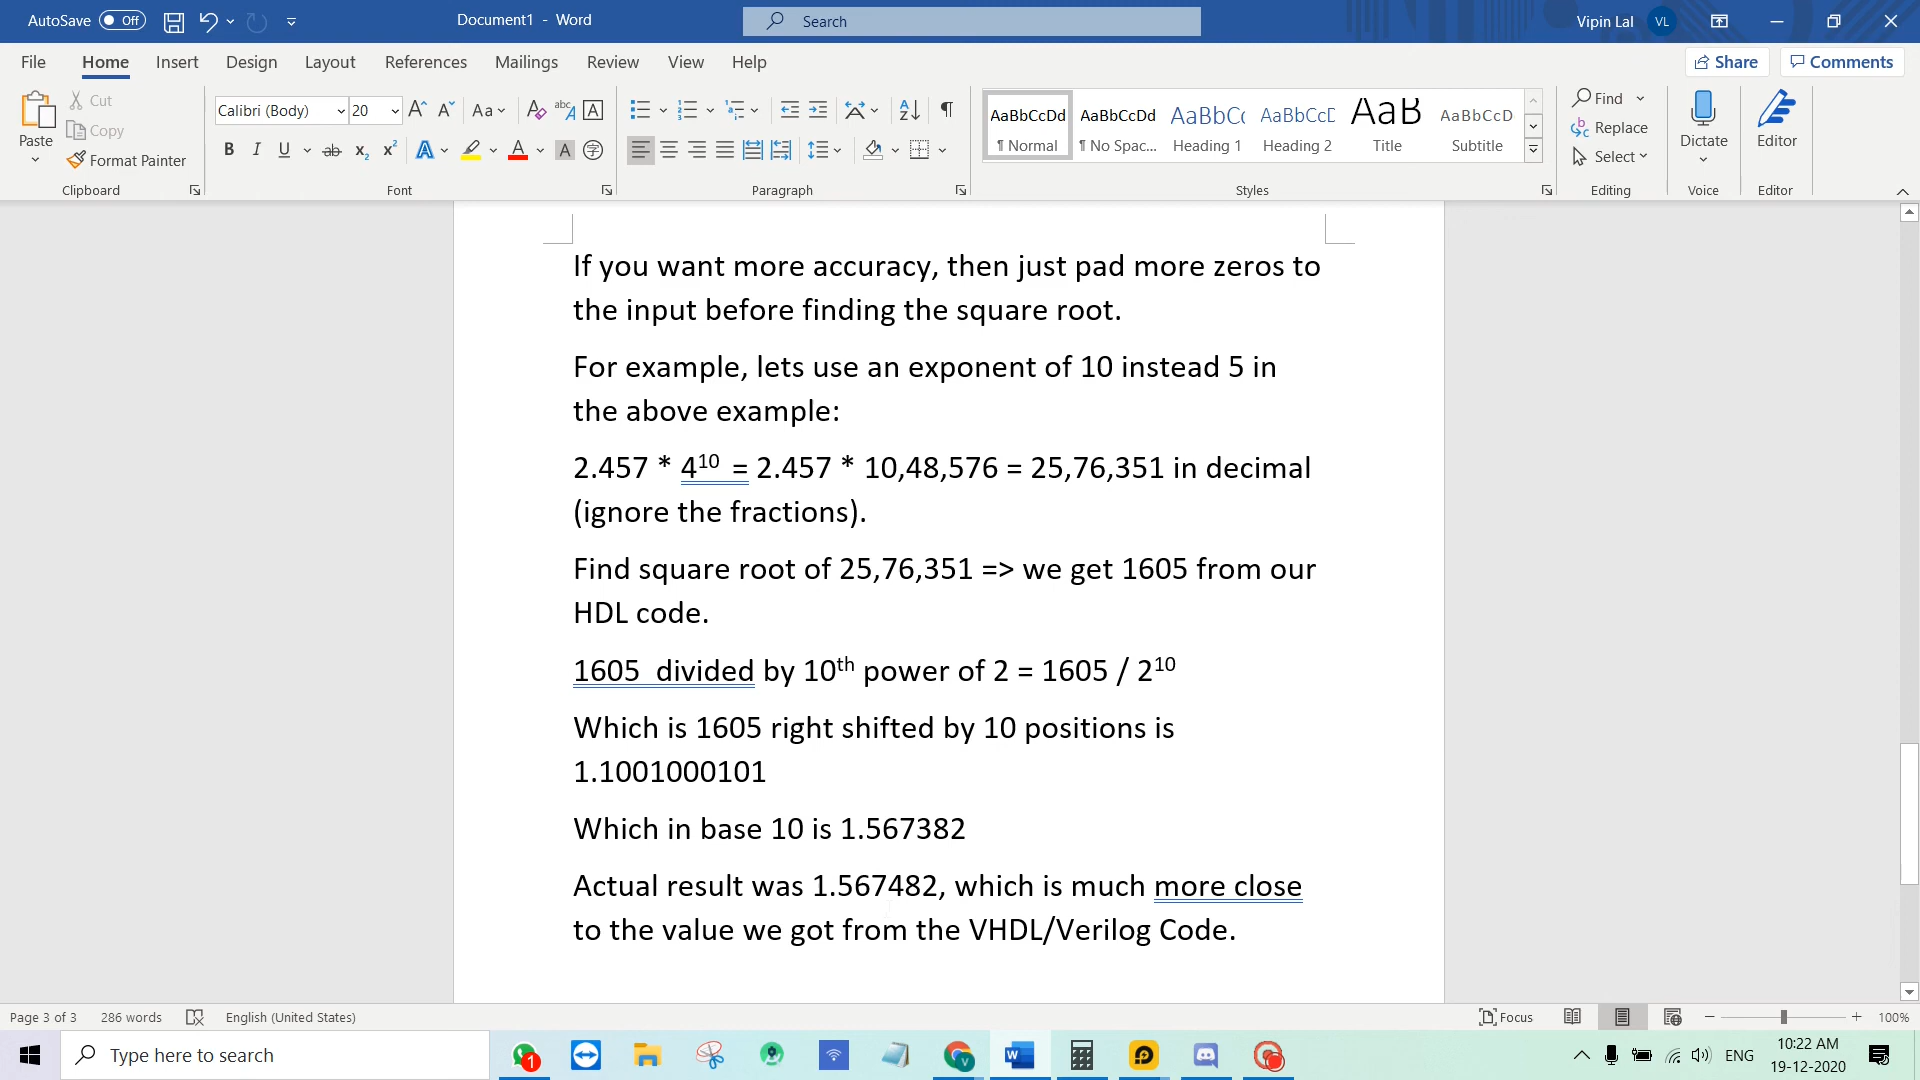 AutoSave Off Document1 - Word Search Vipin Lal VL
File Home Insert Design Layout References Mailings Review View Help Share Comments
Paste Cut Copy Format Painter Clipboard
Calibri (Body) 20 Aa Font
Paragraph
AaBbCcDd ¶ Normal AaBbCcDd ¶ No Spac... AaBbCc Heading 1 AaBbCcD Heading 2 AaB Title AaBbCcD Subtitle Styles
Find Replace Select Editing
Dictate Voice
Editor Editor
If you want more accuracy, then just pad more zeros to
the input before finding the square root.
For example, lets use an exponent of 10 instead 5 in
the above example:
2.457 * 4¹⁰ = 2.457 * 10,48,576 = 25,76,351 in decimal
(ignore the fractions).
Find square root of 25,76,351 => we get 1605 from our
HDL code.
1605 divided by 10ᵗʰ power of 2 = 1605 / 2¹⁰
Which is 1605 right shifted by 10 positions is
1.1001000101
Which in base 10 is 1.567382
Actual result was 1.567482, which is much more close
to the value we got from the VHDL/Verilog Code.
Page 3 of 3 286 words English (United States) Focus 100%
Type here to search 1 ENG 10:22 AM
19-12-2020